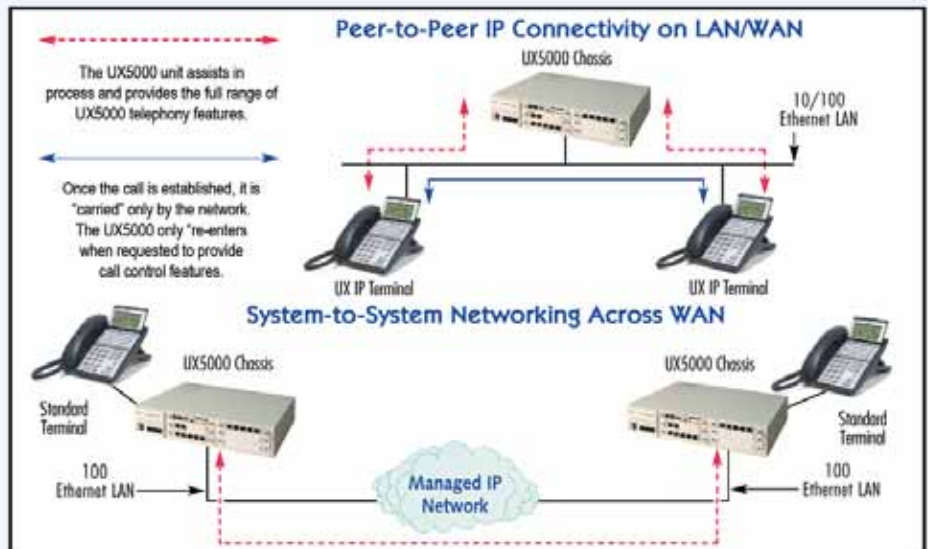 Peer-to-Peer IP Connectivity on LAN/WAN
UX5000 Chassis
The UX5000 unit assists in
process and provides the full range of
UX5000 telephony features.
10/100
Ethernet LAN
Once the call is established, it is
"carried" only by the network.
The UX5000 only "re-enters
when requested to provide
call control features.
UX IP Terminal
UX IP Terminal
System-to-System Networking Across WAN
UX5000 Chassis
UX5000 Chassis
Standard
Terminal
Standard
Terminal
100
Ethernet LAN
Managed IP
Network
100
Ethernet LAN